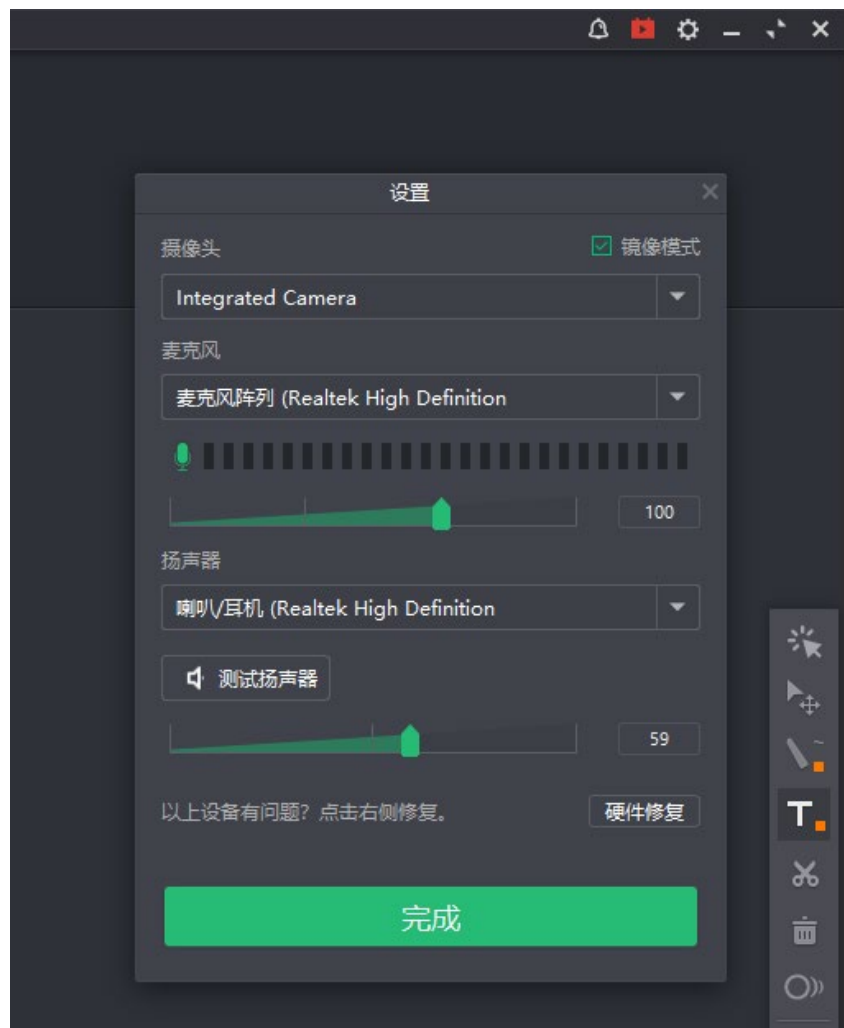 设置
摄像头
镜像模式
Integrated Camera
麦克风
麦克风阵列 (Realtek High Definition
100
扬声器
喇叭/耳机 (Realtek High Definition
测试扬声器
59
以上设备有问题？点击右侧修复。
硬件修复
完成
T